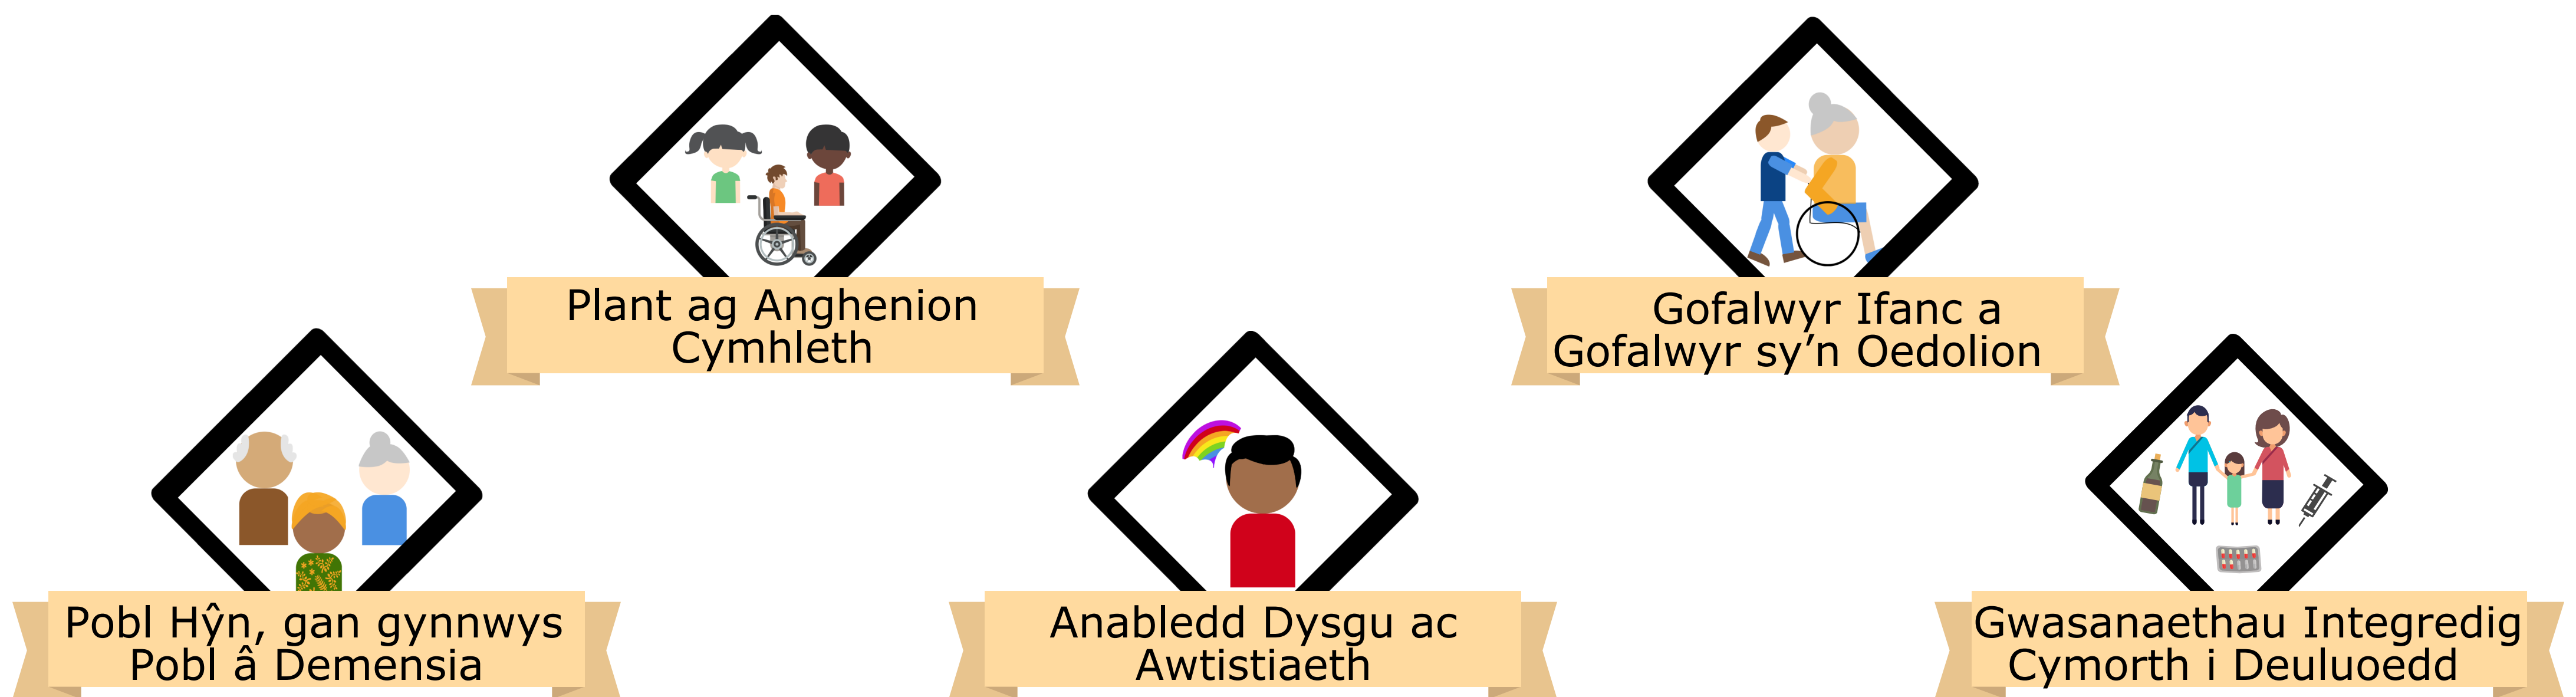 Plant ag Anghenion
Cymhleth
Gofalwyr Ifanc a
Gofalwyr sy’n Oedolion
Pobl Hŷn, gan gynnwys
Pobl â Demensia
Anabledd Dysgu ac
Awtistiaeth
Gwasanaethau Integredig
Cymorth i Deuluoedd